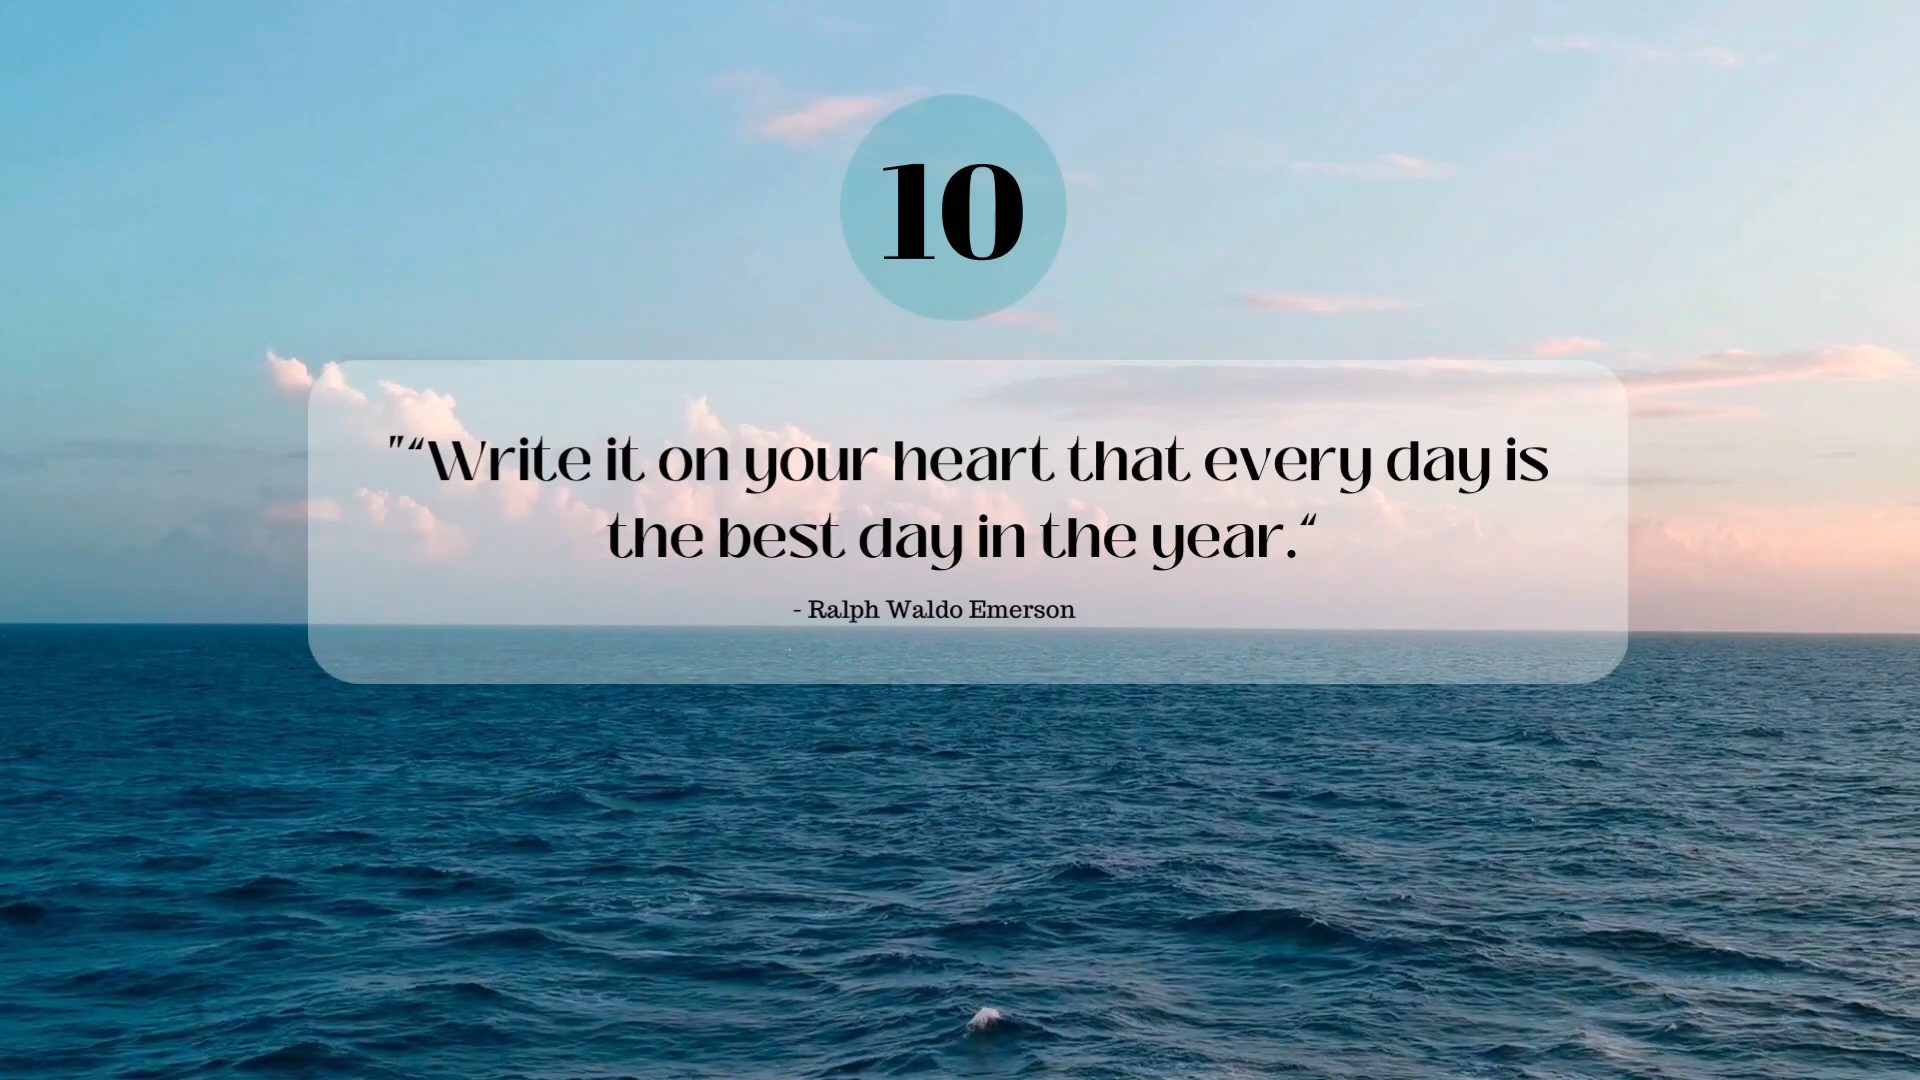 10
"“Write it on your heart that every day is
the best day in the year.“
- Ralph Waldo Emerson